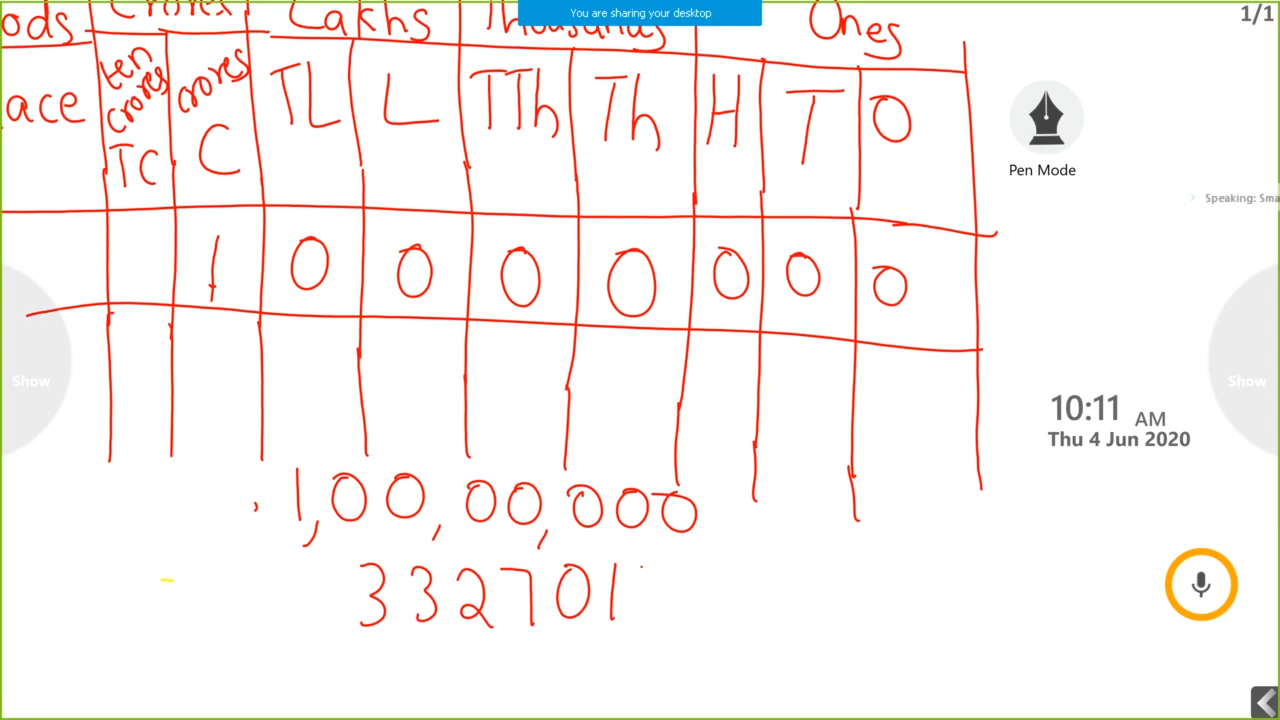 You are sharing your desktop
1/1
ods Crores Lakhs Thousands Ones
ace ten crores TC crores C TL L TTh Th H T O
Pen Mode
Speaking: Sma
1 0 0 0 0 0 0 0
Show
Show
10:11 AM
Thu 4 Jun 2020
1,00,00,000
332701